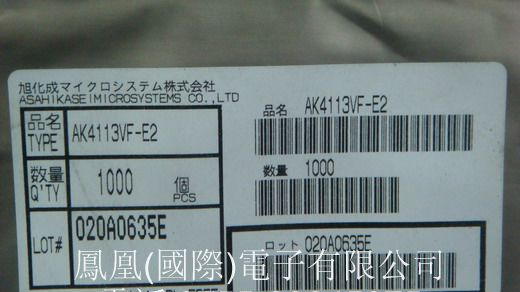 旭化成マイクロシステム株式会社
ASAHIKASEIMICROSYSTEMS CO.,LTD
品名 TYPE AK4113VF-E2
数量 Q'TY 1000 個 PCS
LOT# 020A0635E
品名 AK4113VF-E2
数量 1000
ロット 020A0635E
鳳凰(國際)電子有限公司